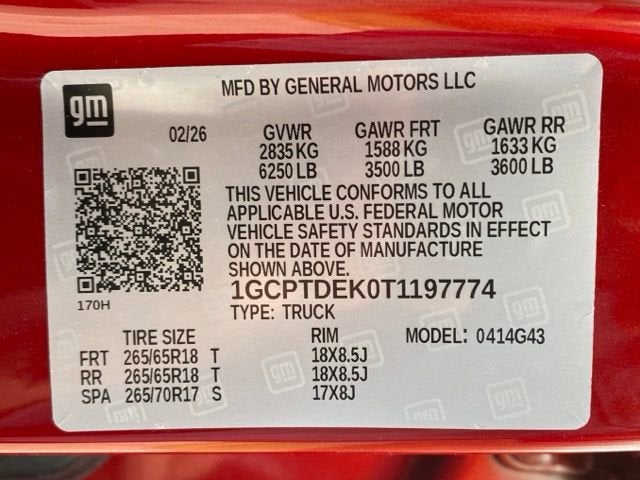 gm
MFD BY GENERAL MOTORS LLC
02/26 GVWR GAWR FRT GAWR RR
2835 KG 1588 KG 1633 KG
6250 LB 3500 LB 3600 LB
THIS VEHICLE CONFORMS TO ALL
APPLICABLE U.S. FEDERAL MOTOR
VEHICLE SAFETY STANDARDS IN EFFECT
ON THE DATE OF MANUFACTURE
SHOWN ABOVE.
170H
1GCPTDEK0T1197774
TYPE: TRUCK
TIRE SIZE RIM MODEL: 0414G43
FRT 265/65R18 T 18X8.5J
RR 265/65R18 T 18X8.5J
SPA 265/70R17 S 17X8J